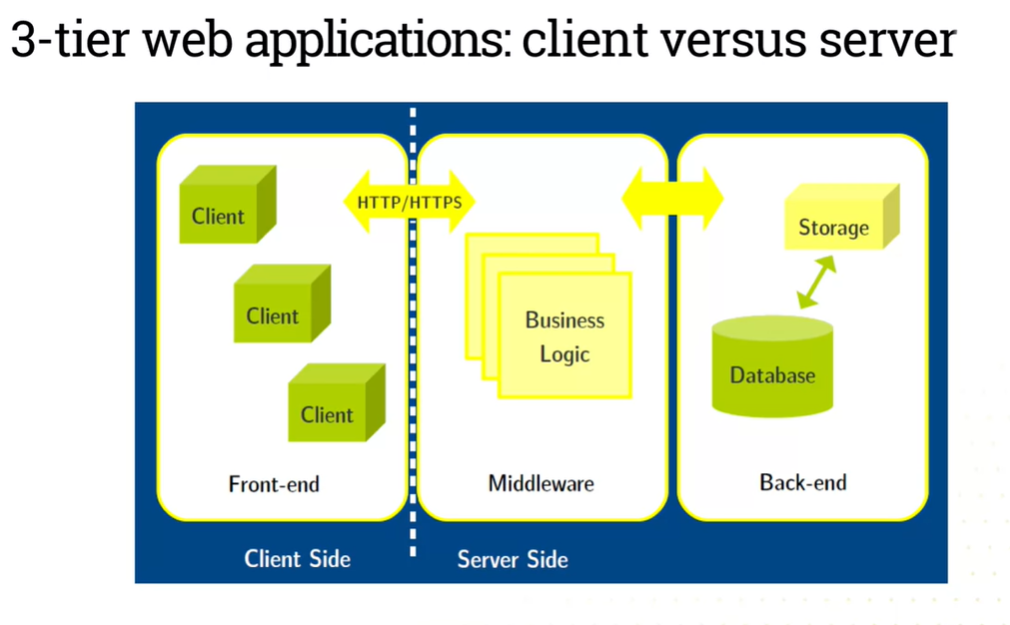 3-tier web applications: client versus server
Client
Client
Client
Front-end
HTTP/HTTPS
Business
Logic
Middleware
Storage
Database
Back-end
Client Side
Server Side